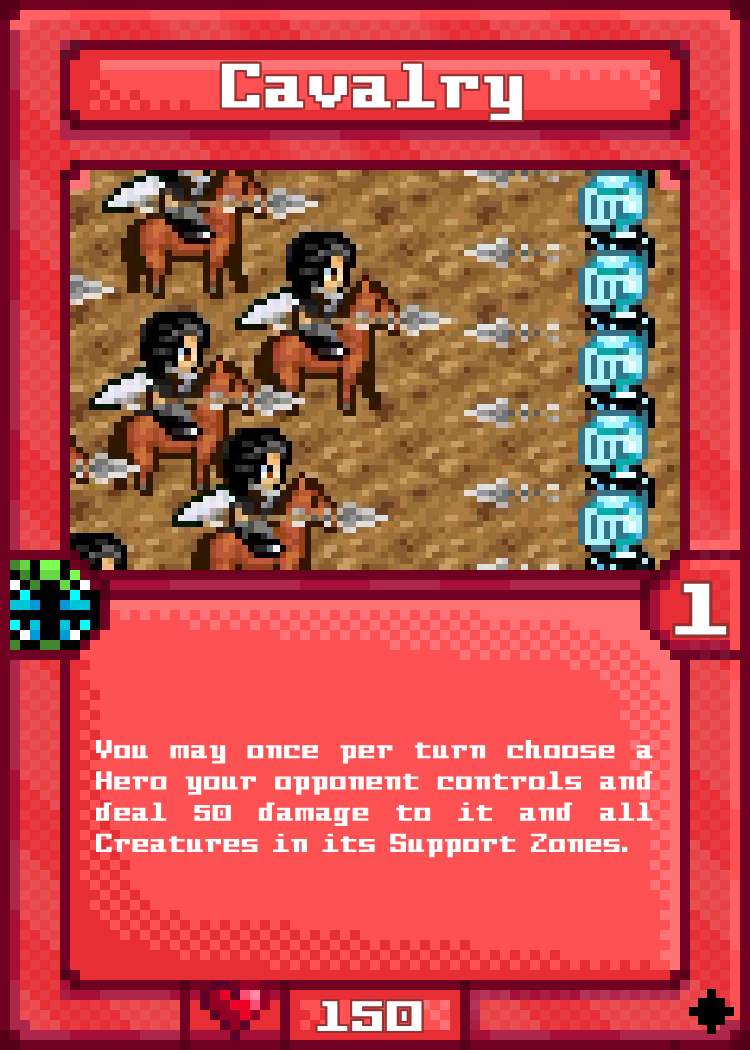 Cavalry
1
You may once per turn choose a
Hero your opponent controls and
deal 50 damage to it and all
Creatures in its Support Zones.
150